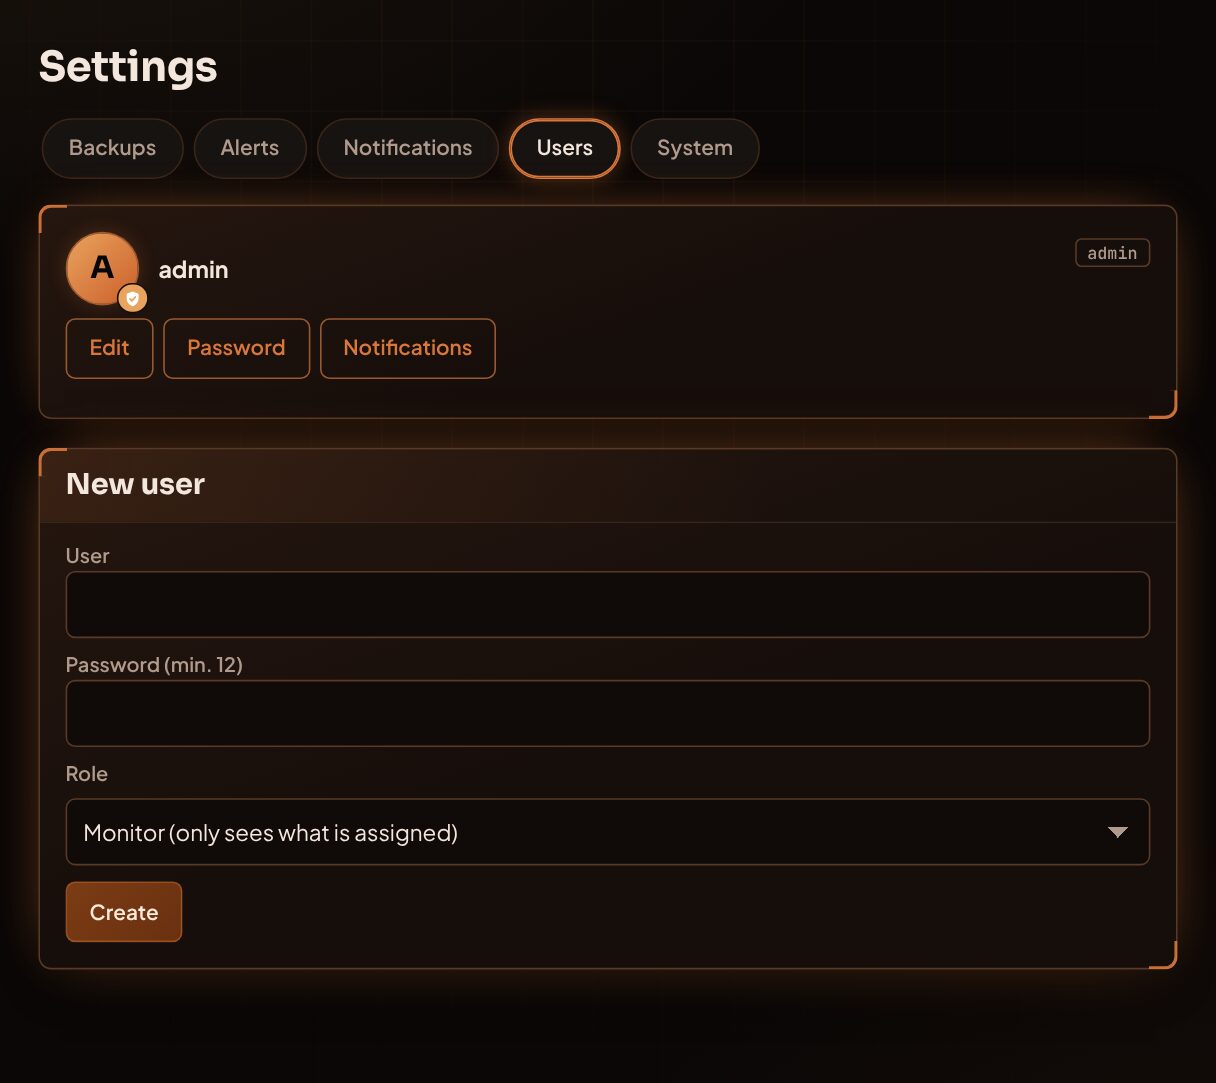 Settings
Backups Alerts Notifications Users System
A admin admin
Edit Password Notifications
New user
User
Password (min. 12)
Role
Monitor (only sees what is assigned)
Create